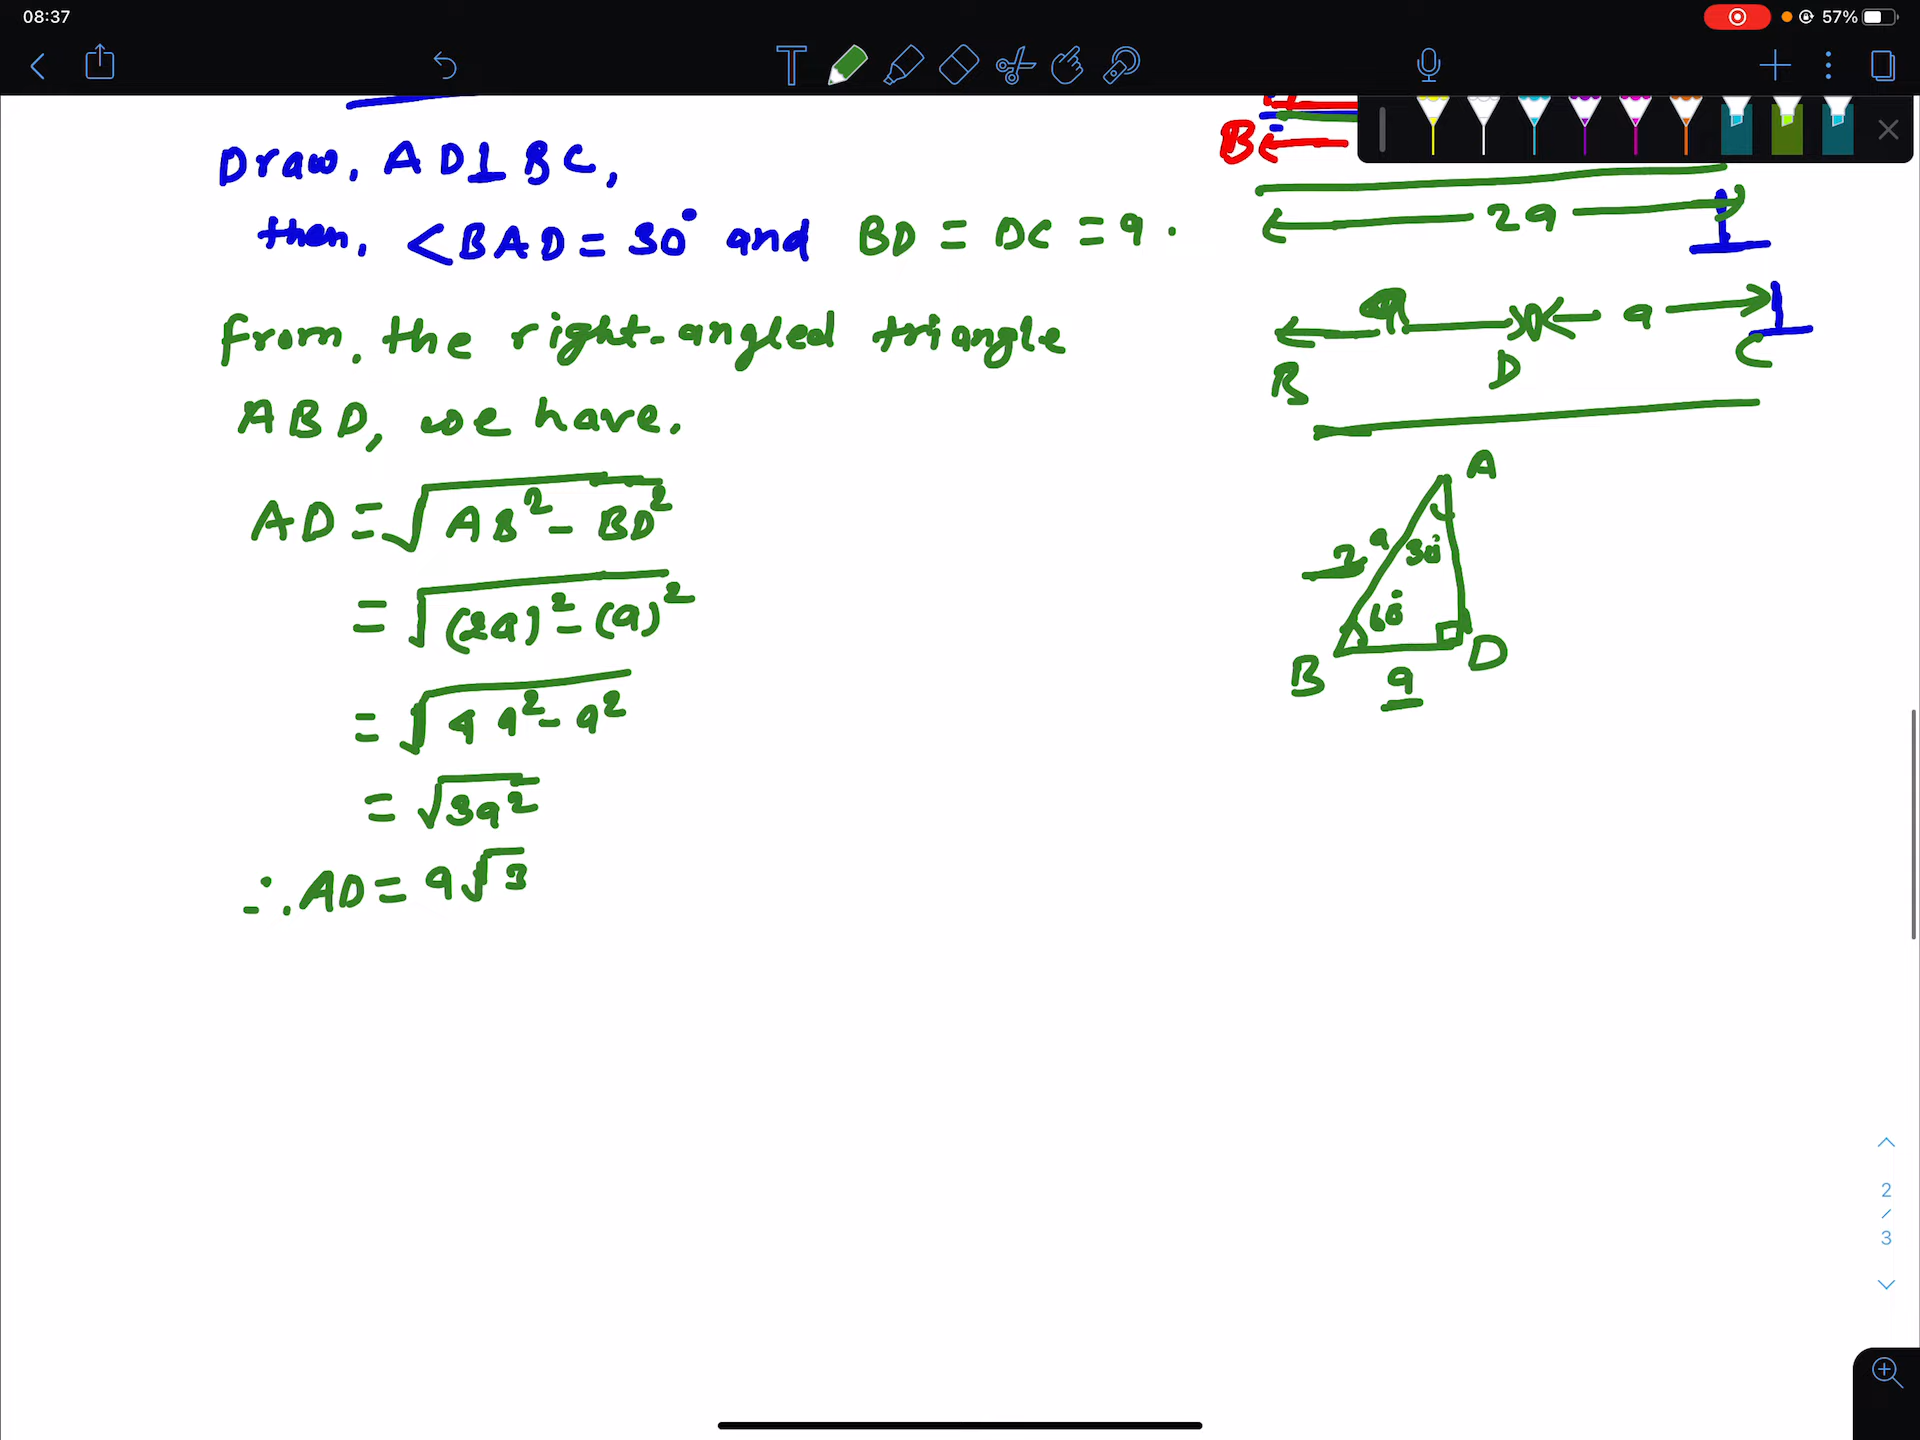 08:37
57%
Draw, AD⊥BC,
then, <BAD = 30° and BD = DC = a.
from, the right-angled triangle
ABD, we have,
AD = √(AB² - BD²)
= √((2a)² - (a)²)
= √(4a² - a²)
= √(3a²)
∴ AD = a√3
B
2a
a a
B D C
A
2a 30°
60°
B a D
2
/
3